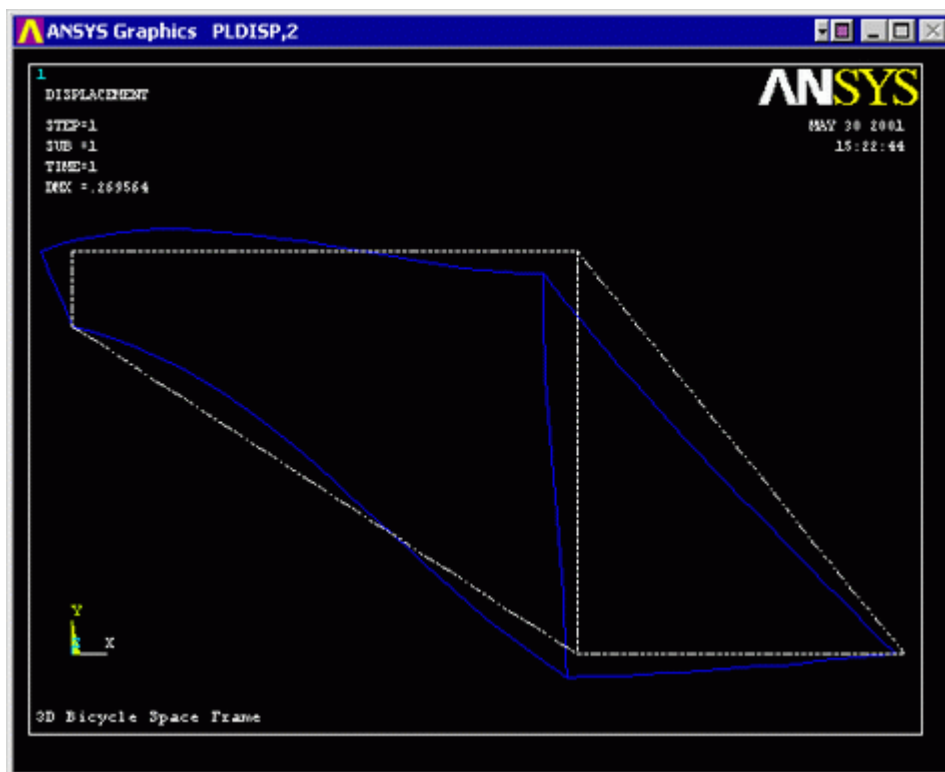 ANSYS Graphics PLDISP,2
1
DISPLACEMENT
STEP=1
SUB =1
TIME=1
DMX =.269564
ANSYS
MAY 30 2001
15:22:44
Y
X
3D Bicycle Space Frame